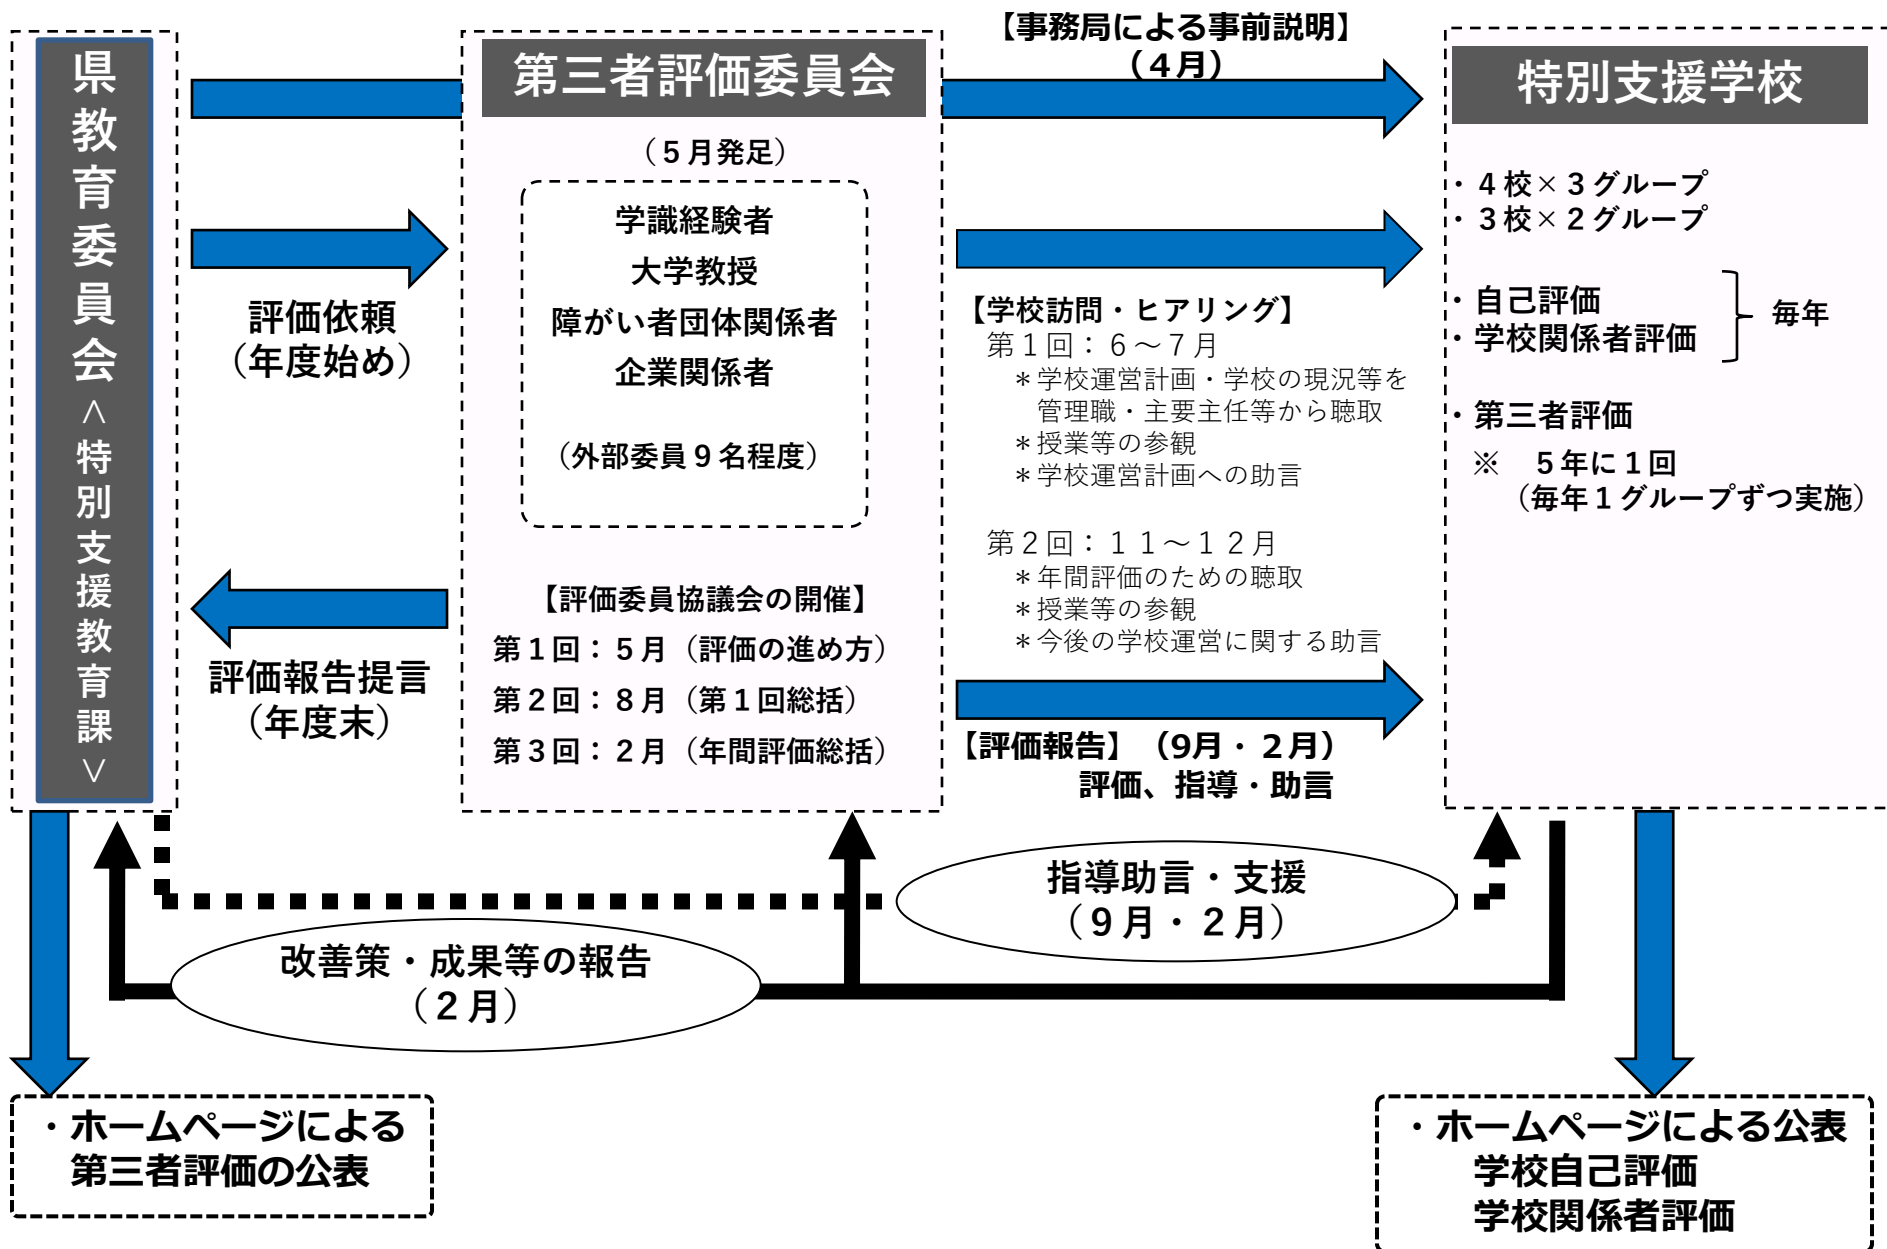 県教育委員会＜特別支援教育課＞
評価依頼
（年度始め）
評価報告提言
（年度末）
第三者評価委員会
（５月発足）
学識経験者
大学教授
障がい者団体関係者
企業関係者
（外部委員９名程度）
【評価委員協議会の開催】
第１回：５月（評価の進め方）
第２回：８月（第１回総括）
第３回：２月（年間評価総括）
【事務局による事前説明】
（４月）
【学校訪問・ヒアリング】
第１回：６～７月
＊学校運営計画・学校の現況等を
管理職・主要主任等から聴取
＊授業等の参観
＊学校運営計画への助言
第２回：１１～１２月
＊年間評価のための聴取
＊授業等の参観
＊今後の学校運営に関する助言
【評価報告】（9月・２月）
評価、指導・助言
特別支援学校
・４校×３グループ
・３校×２グループ
・自己評価
・学校関係者評価
毎年
・第三者評価
※　５年に１回
（毎年１グループずつ実施）
指導助言・支援
（９月・２月）
改善策・成果等の報告
（２月）
・ホームページによる
第三者評価の公表
・ホームページによる公表
学校自己評価
学校関係者評価